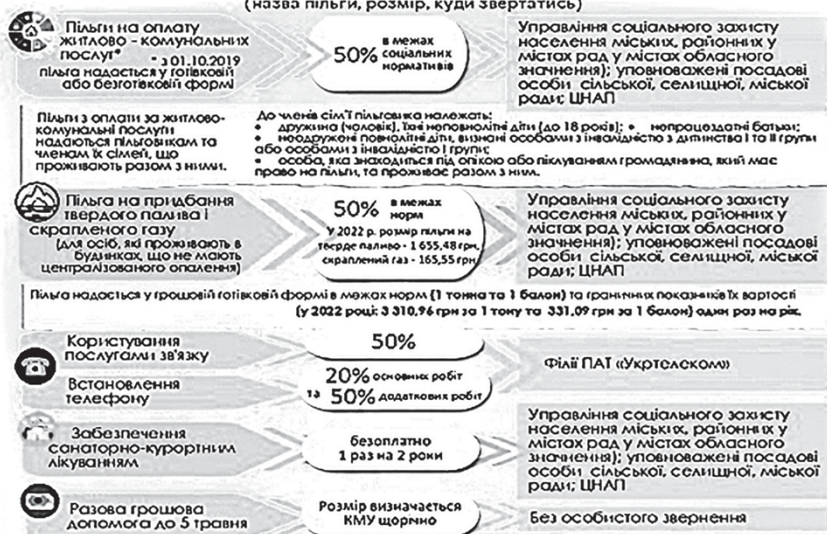 (назва пільги, розмір, куди звертатись)
Пільги на оплату
житлово - комунальних
послуг*
* з 01.10.2019
пільга надається у готівковій
або безготівковій формі
50% в межах
соціальних
нормативів
Управління соціального захисту
населення міських, районних у
містах рад у містах обласного
значення); уповноважені посадові
особи сільської, селищної, міської
ради; ЦНАП
Пільги з оплати за житлово-
комунальні послуги
надаються пільговикам та
членам їх сімей, що
проживають разом з ними.
До членів сім'ї пільговика належать:
• дружина (чоловік), їхні неповнолітні діти (до 18 років); • непрацездатні батьки;
• неодружені повнолітні діти, визнані особами з інвалідністю з дитинства І та ІІ групи
або особами з інвалідністю І групи;
• особа, яка знаходиться під опікою або піклуванням громадянина, який має
право на пільги, та проживає разом з ним.
Пільга на придбання
твердого палива і
скрапленого газу
(для осіб, які проживають в
будинках, що не мають
централізованого опалення)
50% в межах
норм
У 2022 р. розмір пільги на
тверде паливо - 1 655,48 грн,
скраплений газ - 165,55 грн
Управління соціального захисту
населення міських, районних у
містах рад у містах обласного
значення); уповноважені посадові
особи сільської, селищної, міської
ради; ЦНАП
Пільга надається у грошовій готівковій формі в межах норм (1 тонна та 1 балон) та граничних показників їх вартості
(у 2022 році: 3 310,96 грн за 1 тону та 331,09 грн за 1 балон) один раз на рік.
Користування
послугами зв'язку
50%
Встановлення
телефону
20% основних робіт
та 50% додаткових робіт
Філії ПАТ «Укртелеком»
Забезпечення
санаторно-курортним
лікуванням
безоплатно
1 раз на 2 роки
Управління соціального захисту
населення міських, районних у
містах рад у містах обласного
значення); уповноважені посадові
особи сільської, селищної, міської
ради; ЦНАП
Разова грошова
допомога до 5 травня
Розмір визначається
КМУ щорічно
Без особистого звернення